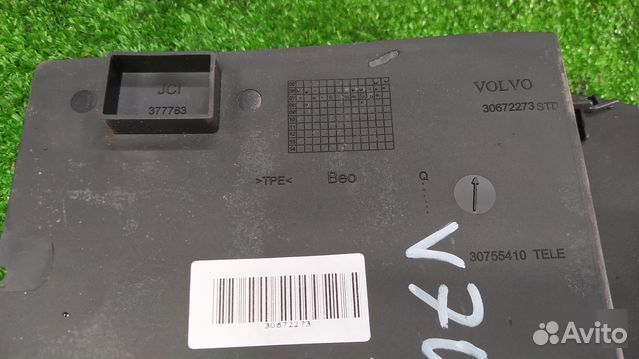 JCI
377783
VOLVO
30672273 STD
>TPE<
Beo
Q
30755410 TELE
V70
30672273
Avito